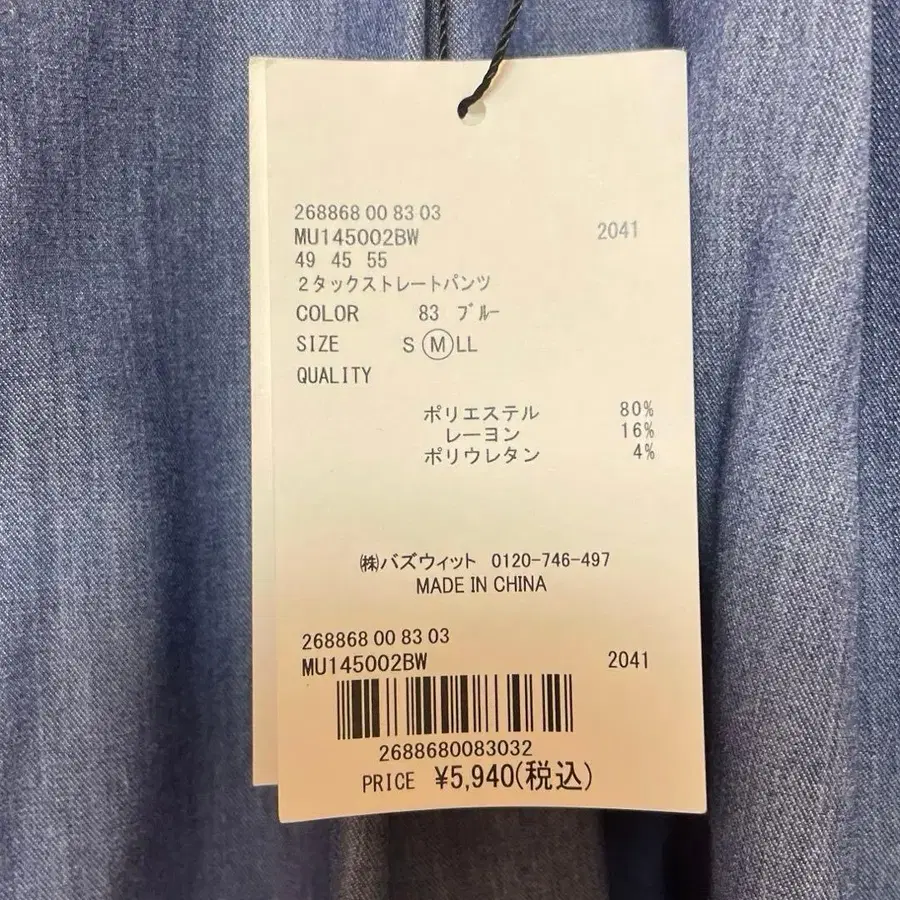 268868 00 83 03
MU145002BW 2041
49 45 55
2タックストレートパンツ
COLOR 83 ブルー
SIZE S M LL
QUALITY
ポリエステル 80%
レーヨン 16%
ポリウレタン 4%
㈱バズウィット 0120-746-497
MADE IN CHINA
268868 00 83 03
MU145002BW 2041
2688680083032
PRICE ¥5,940(税込)